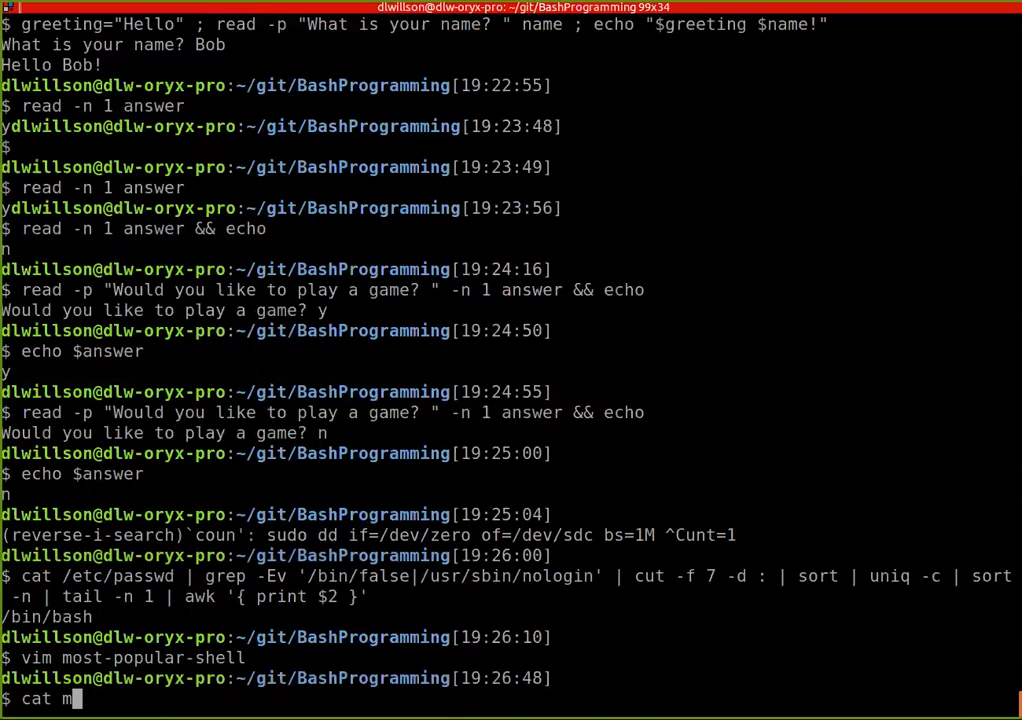 dlwillson@dlw-oryx-pro: ~/git/BashProgramming 99x34
$ greeting="Hello" ; read -p "What is your name? " name ; echo "$greeting $name!"
What is your name? Bob
Hello Bob!
dlwillson@dlw-oryx-pro:~/git/BashProgramming[19:22:55]
$ read -n 1 answer
ydlwillson@dlw-oryx-pro:~/git/BashProgramming[19:23:48]
$
dlwillson@dlw-oryx-pro:~/git/BashProgramming[19:23:49]
$ read -n 1 answer
ydlwillson@dlw-oryx-pro:~/git/BashProgramming[19:23:56]
$ read -n 1 answer && echo
n
dlwillson@dlw-oryx-pro:~/git/BashProgramming[19:24:16]
$ read -p "Would you like to play a game? " -n 1 answer && echo
Would you like to play a game? y
dlwillson@dlw-oryx-pro:~/git/BashProgramming[19:24:50]
$ echo $answer
y
dlwillson@dlw-oryx-pro:~/git/BashProgramming[19:24:55]
$ read -p "Would you like to play a game? " -n 1 answer && echo
Would you like to play a game? n
dlwillson@dlw-oryx-pro:~/git/BashProgramming[19:25:00]
$ echo $answer
n
dlwillson@dlw-oryx-pro:~/git/BashProgramming[19:25:04]
(reverse-i-search)`coun': sudo dd if=/dev/zero of=/dev/sdc bs=1M ^Cunt=1
dlwillson@dlw-oryx-pro:~/git/BashProgramming[19:26:00]
$ cat /etc/passwd | grep -Ev '/bin/false|/usr/sbin/nologin' | cut -f 7 -d : | sort | uniq -c | sort
-n | tail -n 1 | awk '{ print $2 }'
/bin/bash
dlwillson@dlw-oryx-pro:~/git/BashProgramming[19:26:10]
$ vim most-popular-shell
dlwillson@dlw-oryx-pro:~/git/BashProgramming[19:26:48]
$ cat m